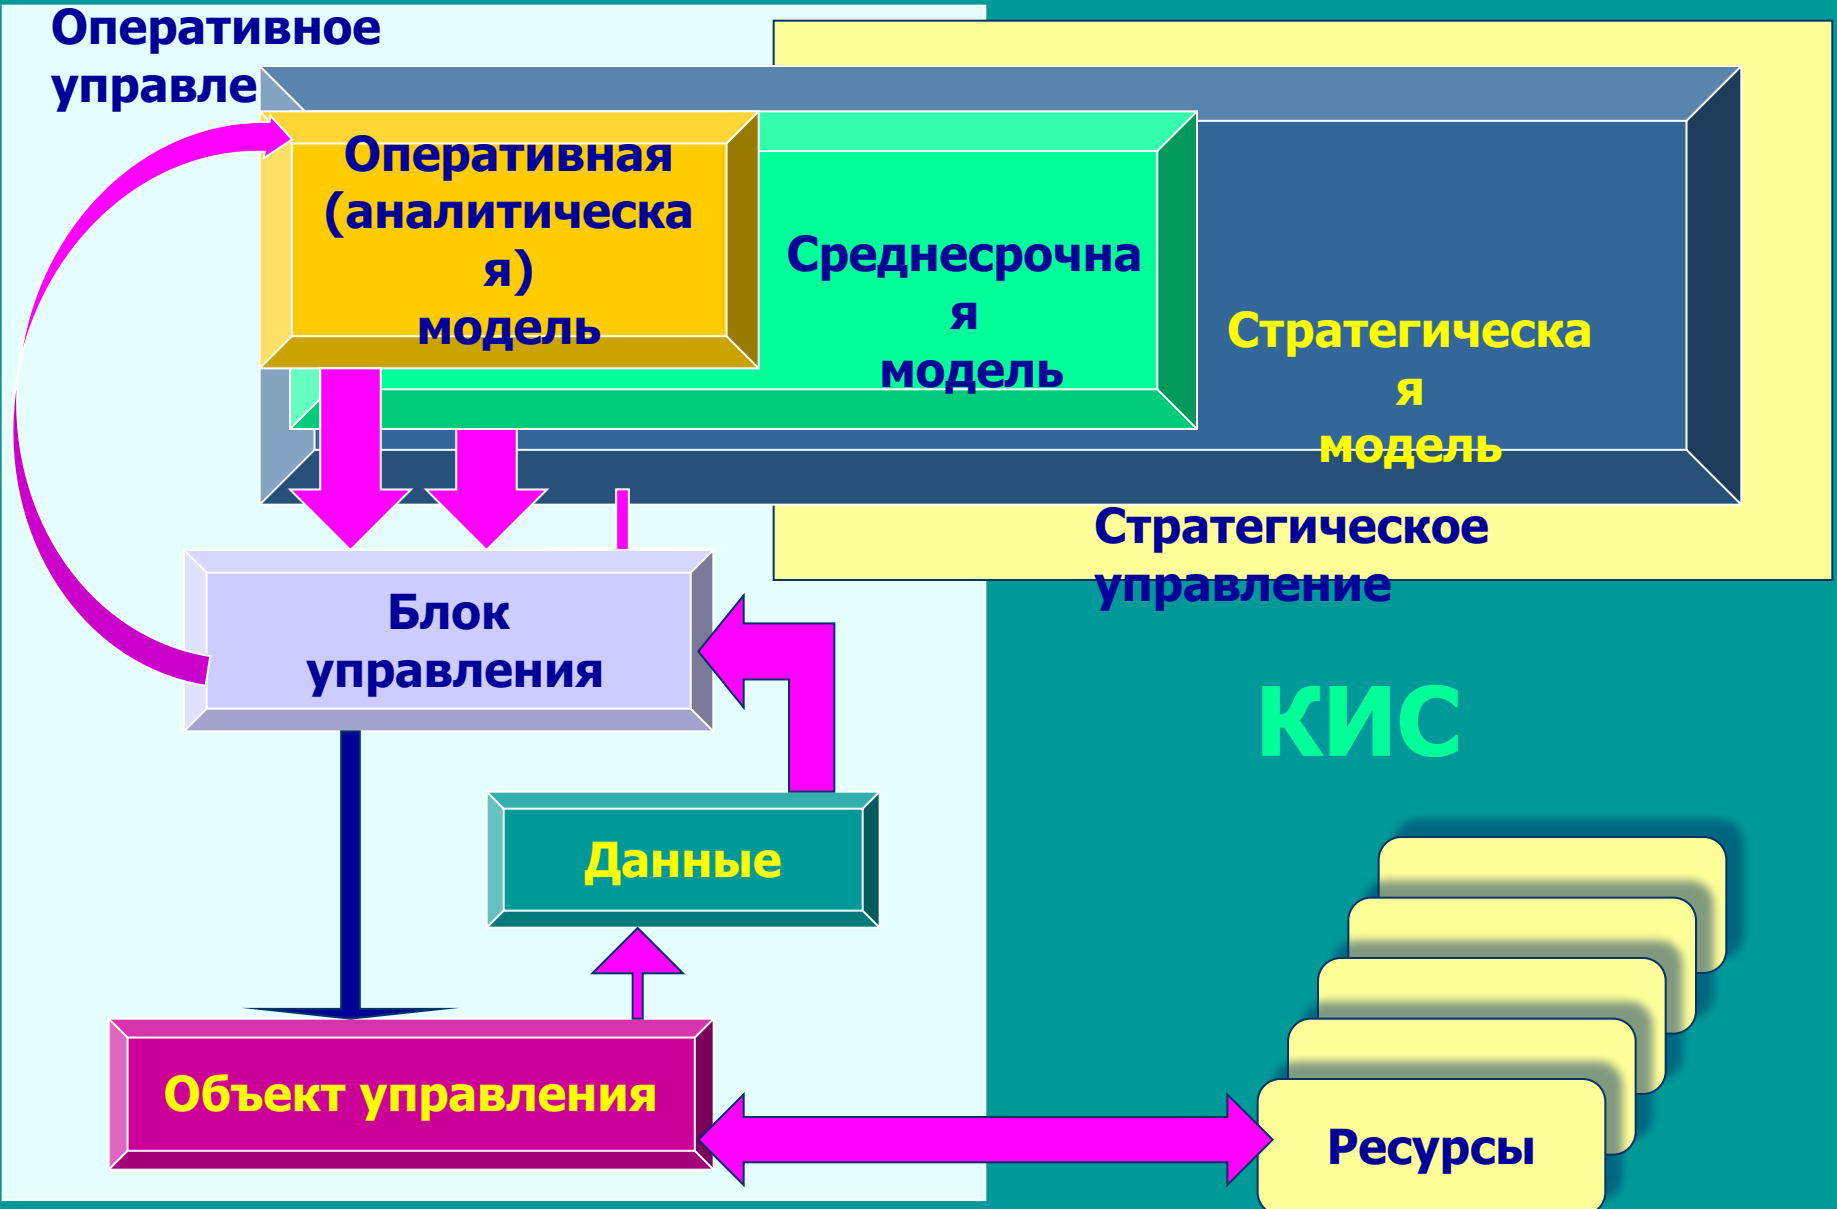 Оперативное
управле
Оперативная
(аналитическа
я)
модель
Среднесрочна
я
модель
Стратегическа
я
модель
Стратегическое
управление
Блок
управления
КИС
Данные
Объект управления
Ресурсы